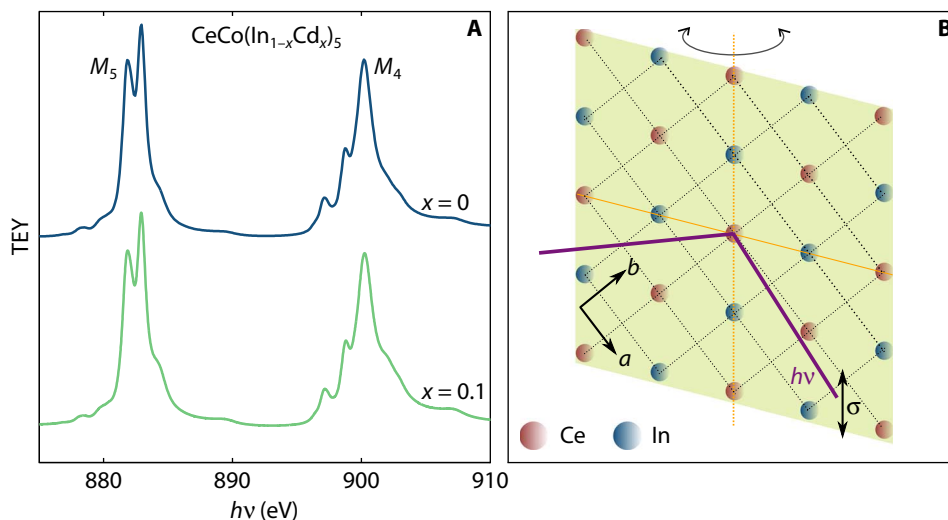 CeCo(In₁₋ₓCdₓ)₅
A
M₅
M₄
x = 0
x = 0.1
TEY
880
890
900
910
hν (eV)
B
b
a
hν
σ
Ce
In